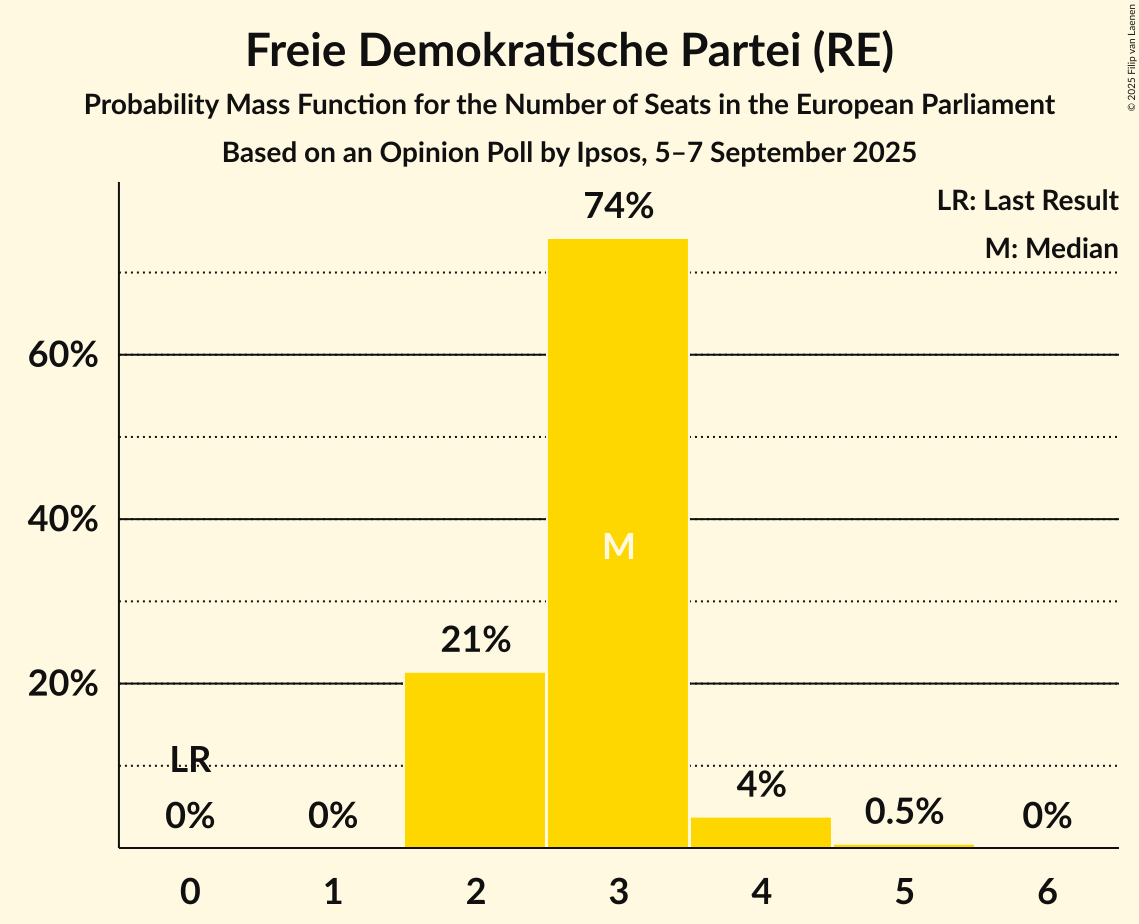 Freie Demokratische Partei (RE)
Probability Mass Function for the Number of Seats in the European Parliament
Based on an Opinion Poll by Ipsos, 5–7 September 2025
© 2025 Filip van Laenen
LR: Last Result
M: Median
74%
60%
M
40%
21%
20%
LR
0%
0%
4%
0.5%
0%
0 1 2 3 4 5 6